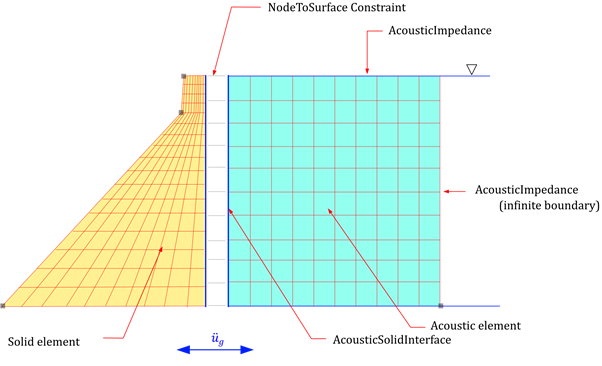 NodeToSurface Constraint
AcousticImpedance
AcousticImpedance
(infinite boundary)
Acoustic element
AcousticSolidInterface
Solid element
üg